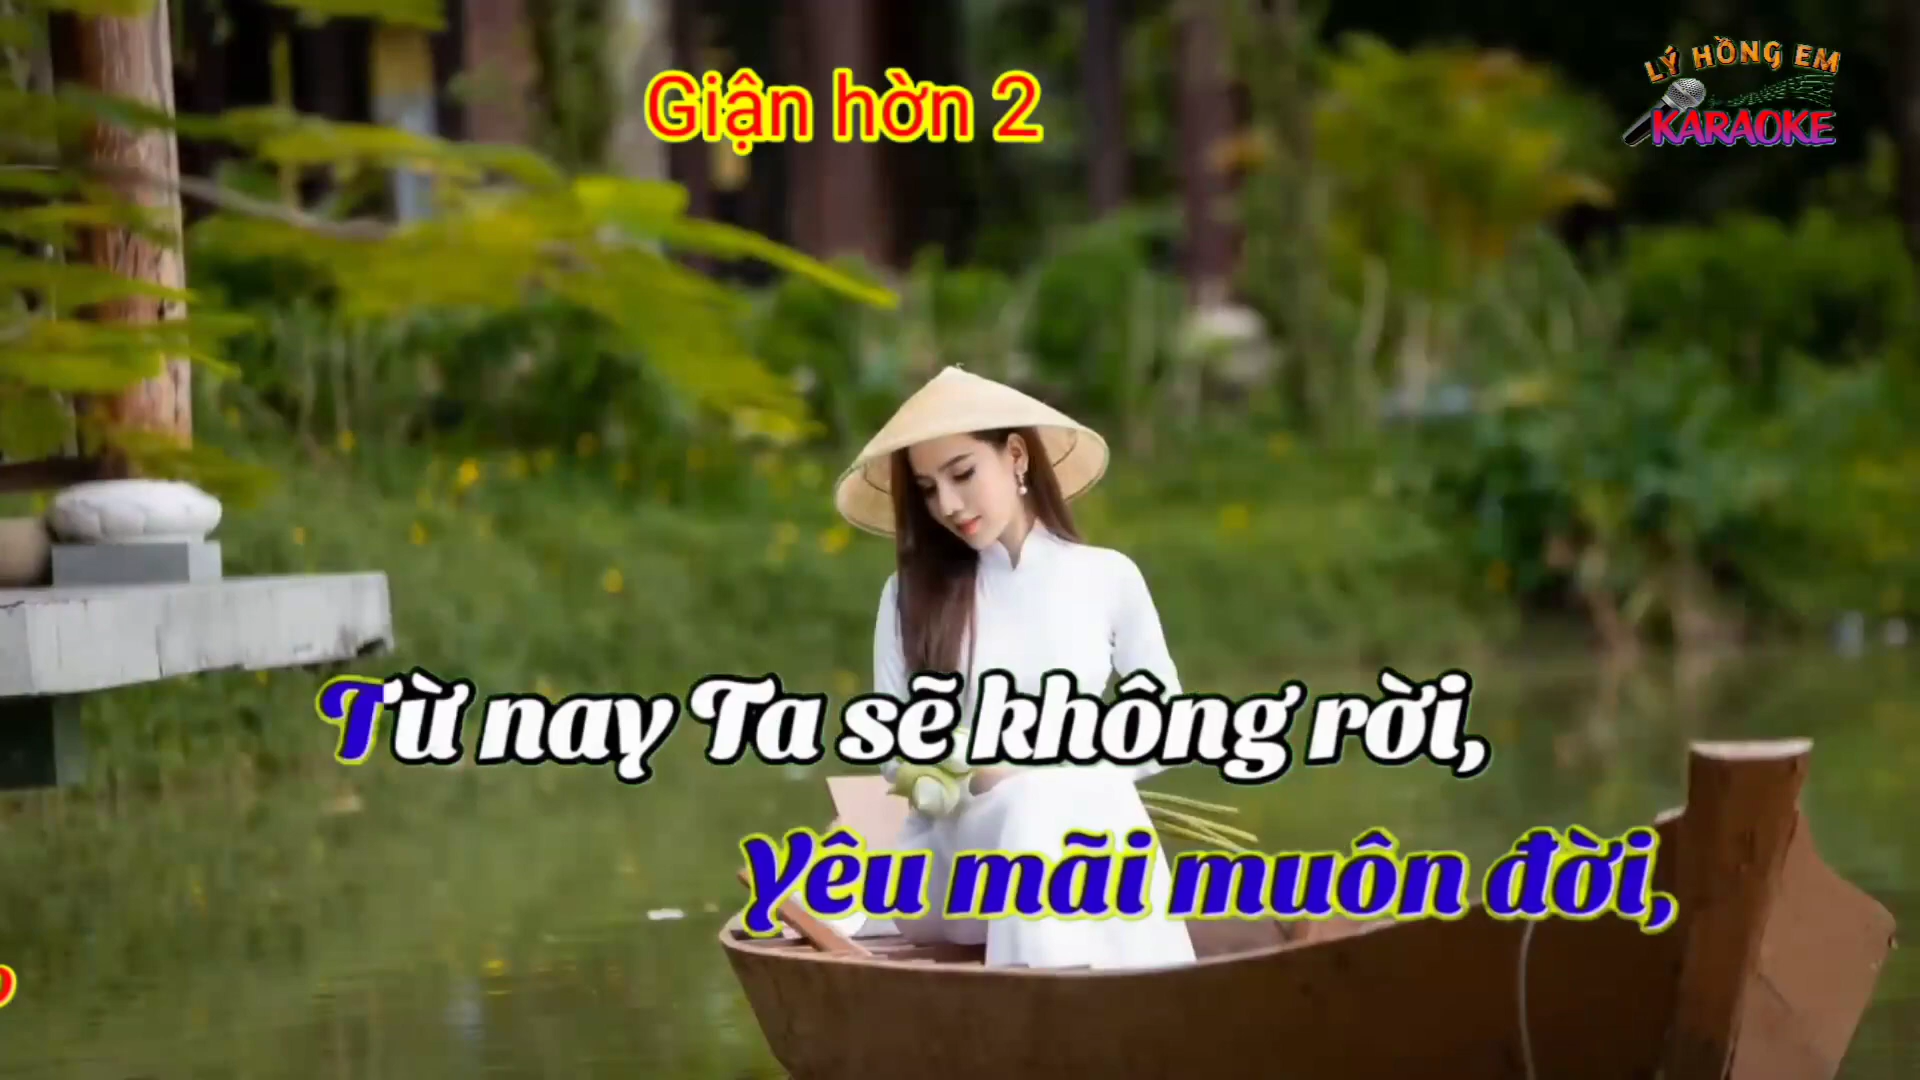 Giận hờn 2
LÝ HỒNG EM
KARAOKE
Từ nay Ta sẽ không rời,
Yêu mãi muôn đời,